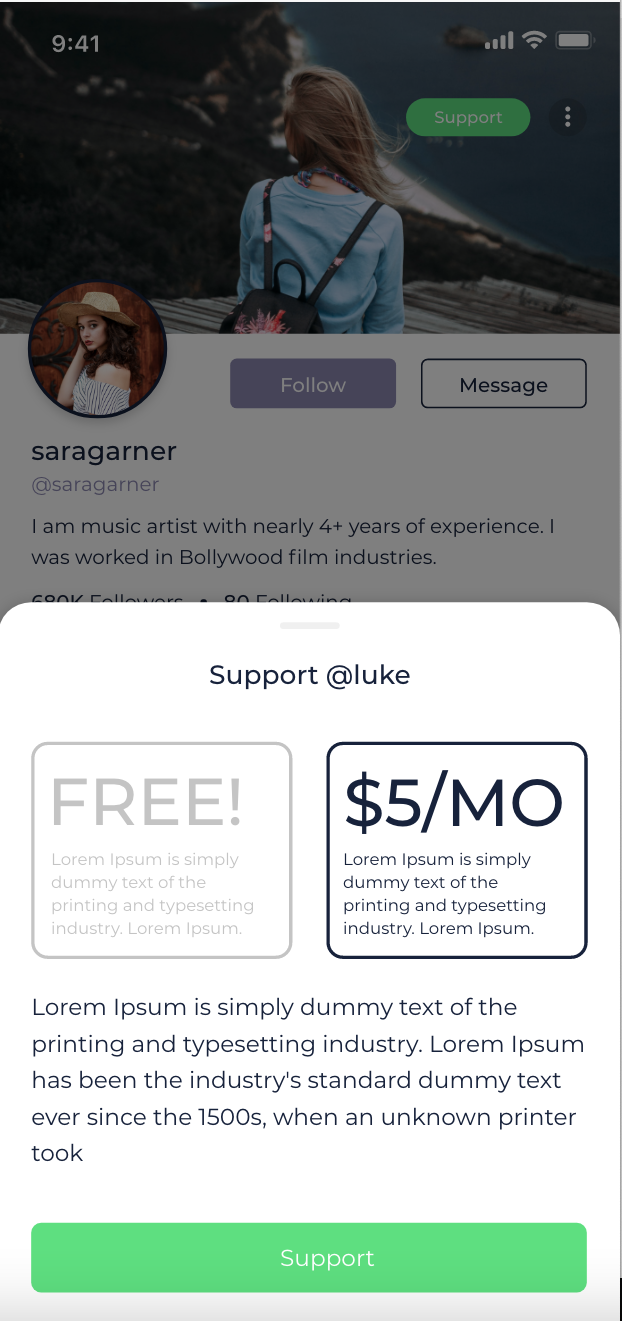 9:41
Support
Follow
Message
saragarner
@saragarner
I am music artist with nearly 4+ years of experience. I
was worked in Bollywood film industries.
680K Followers • 80 Following
Support @luke
FREE!
Lorem Ipsum is simply
dummy text of the
printing and typesetting
industry. Lorem Ipsum.
$5/MO
Lorem Ipsum is simply
dummy text of the
printing and typesetting
industry. Lorem Ipsum.
Lorem Ipsum is simply dummy text of the
printing and typesetting industry. Lorem Ipsum
has been the industry's standard dummy text
ever since the 1500s, when an unknown printer
took
Support